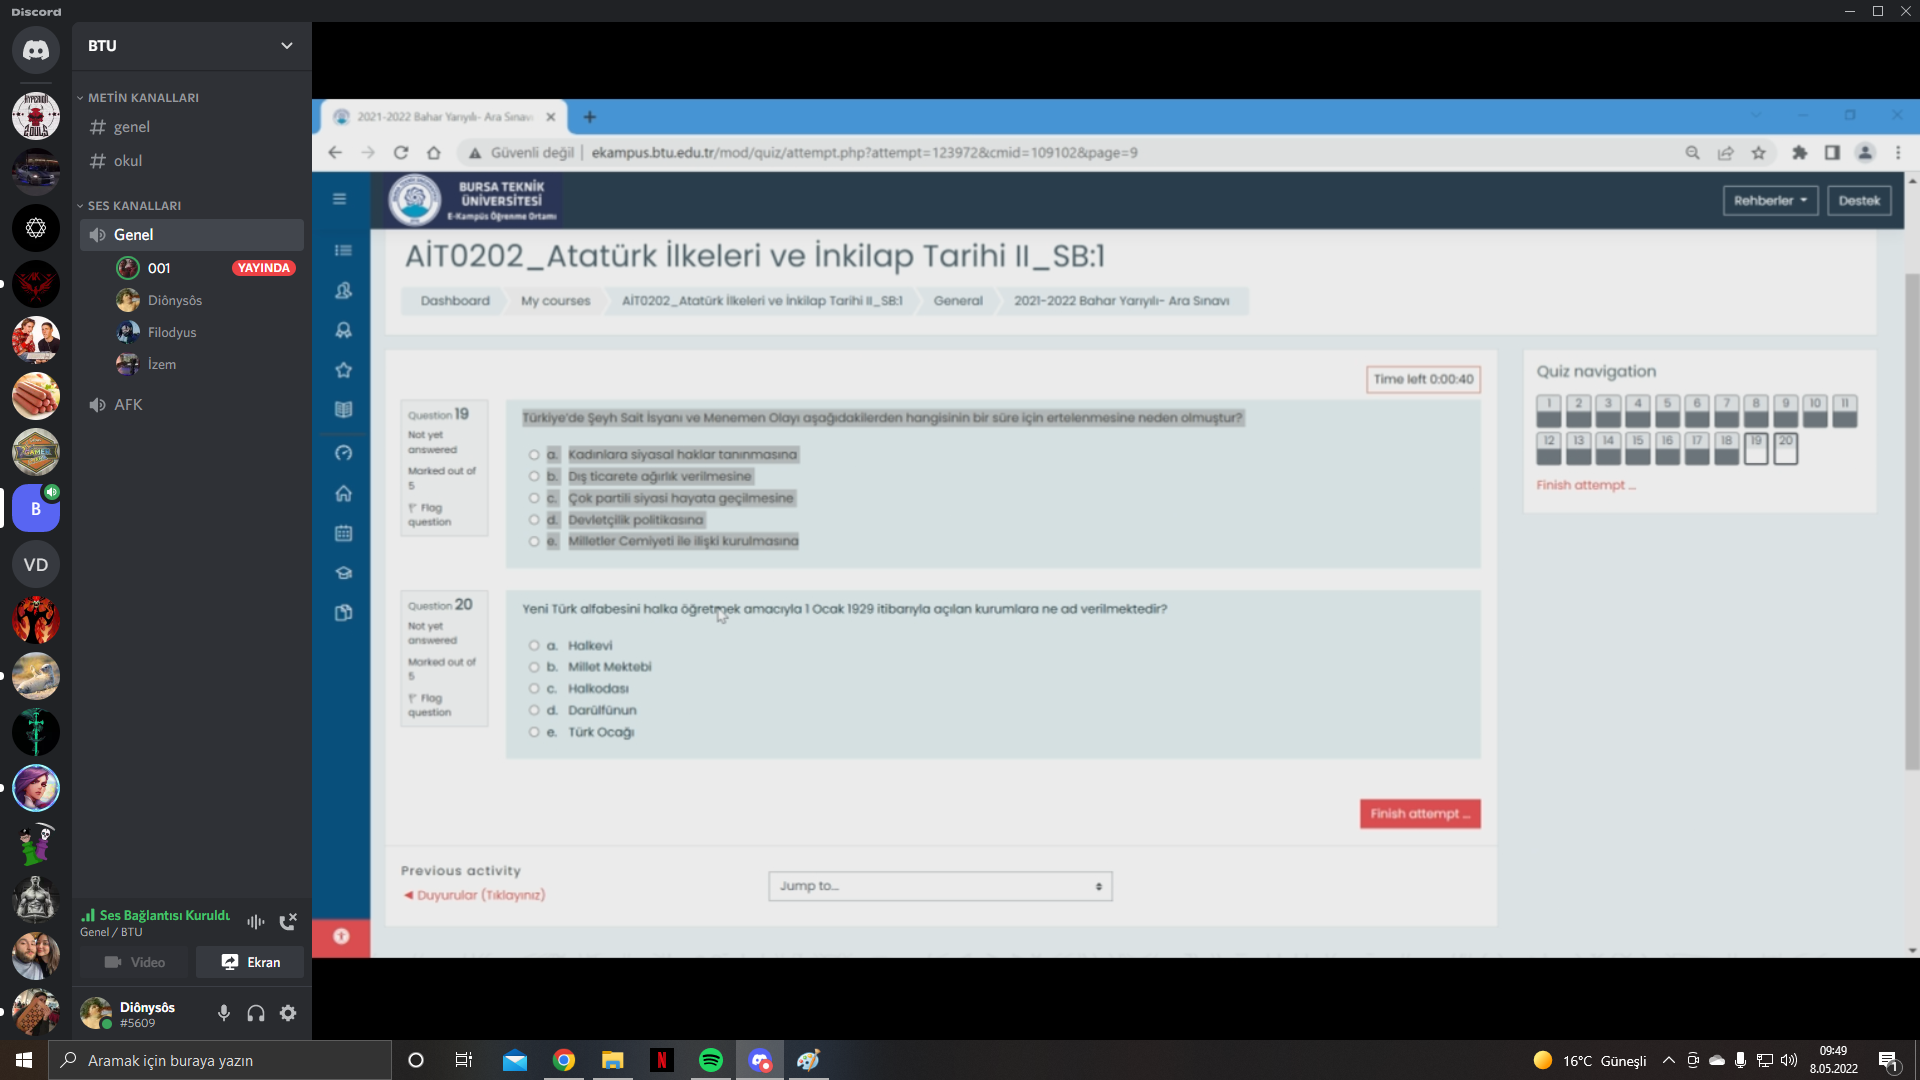 Discord
BTU
METİN KANALLARI
genel
okul
SES KANALLARI
Genel
001 YAYINDA
Diônysôs
Filodyus
İzem
AFK
B
VD
Ses Bağlantısı Kuruldu
Genel / BTU
Video
Ekran
Diônysôs
#5609
2021-2022 Bahar Yarıyılı- Ara Sınavı
Güvenli değil | ekampus.btu.edu.tr/mod/quiz/attempt.php?attempt=123972&cmid=109102&page=9
BURSA TEKNİK
ÜNİVERSİTESİ
E-Kampüs Öğrenme Ortamı
Rehberler
Destek
AİT0202_Atatürk İlkeleri ve İnkilap Tarihi II_SB:1
Dashboard My courses AİT0202_Atatürk İlkeleri ve İnkilap Tarihi II_SB:1 General 2021-2022 Bahar Yarıyılı- Ara Sınavı
Time left 0:00:40
Question 19
Not yet
answered
Marked out of
5
Flag
question
Türkiye'de Şeyh Sait İsyanı ve Menemen Olayı aşağıdakilerden hangisinin bir süre için ertelenmesine neden olmuştur?
a. Kadınlara siyasal haklar tanınmasına
b. Dış ticarete ağırlık verilmesine
c. Çok partili siyasi hayata geçilmesine
d. Devletçilik politikasına
e. Milletler Cemiyeti ile ilişki kurulmasına
Question 20
Not yet
answered
Marked out of
5
Flag
question
Yeni Türk alfabesini halka öğretmek amacıyla 1 Ocak 1929 itibarıyla açılan kurumlara ne ad verilmektedir?
a. Halkevi
b. Millet Mektebi
c. Halkodası
d. Darülfünun
e. Türk Ocağı
Finish attempt ...
Previous activity
◄ Duyurular (Tıklayınız)
Jump to...
Quiz navigation
1 2 3 4 5 6 7 8 9 10 11
12 13 14 15 16 17 18 19 20
Finish attempt ...
Aramak için buraya yazın
16°C Güneşli
09:49
8.05.2022
1